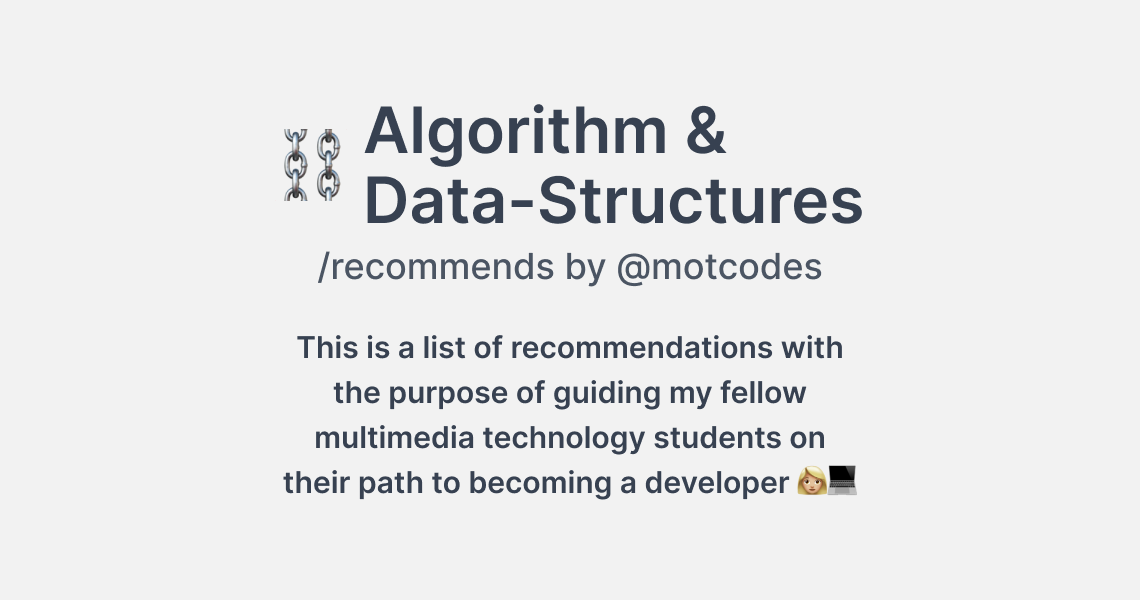 Algorithm &
Data-Structures
/recommends by @motcodes
This is a list of recommendations with
the purpose of guiding my fellow
multimedia technology students on
their path to becoming a developer